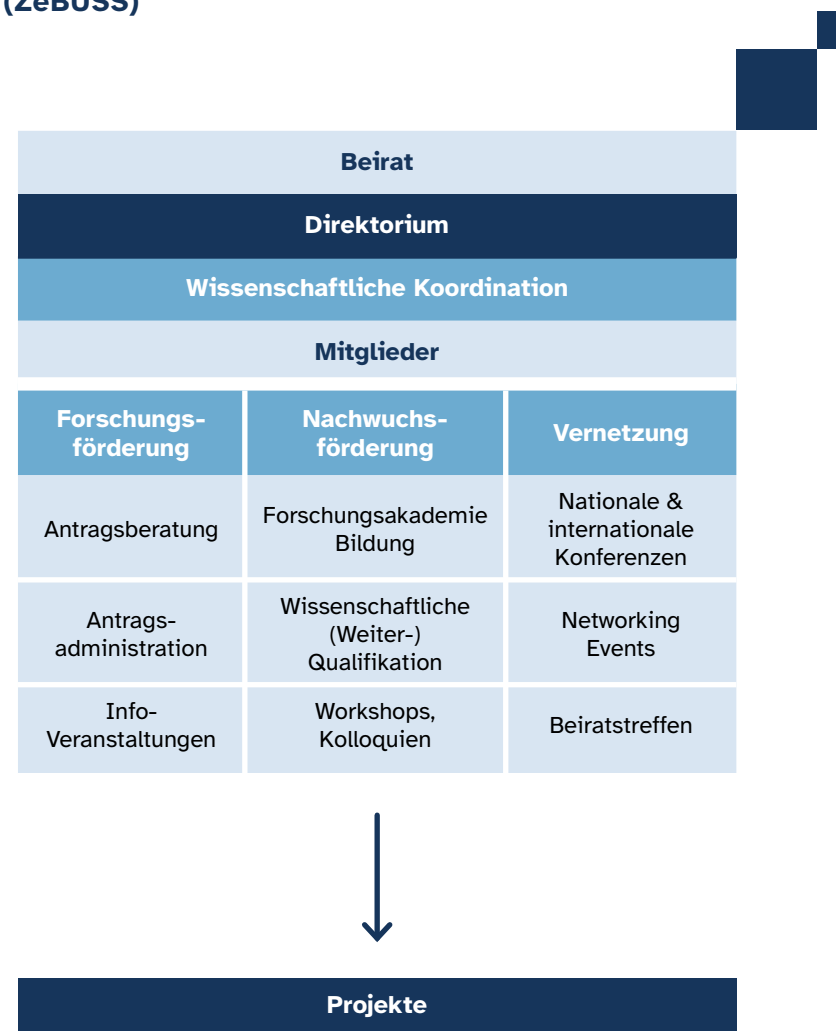 (ZeBUSS)
Beirat
Direktorium
Wissenschaftliche Koordination
Mitglieder
Forschungs-
förderung
Nachwuchs-
förderung
Vernetzung
Antragsberatung
Forschungsakademie
Bildung
Nationale &
internationale
Konferenzen
Antrags-
administration
Wissenschaftliche
(Weiter-)
Qualifikation
Networking
Events
Info-
Veranstaltungen
Workshops,
Kolloquien
Beiratstreffen
Projekte